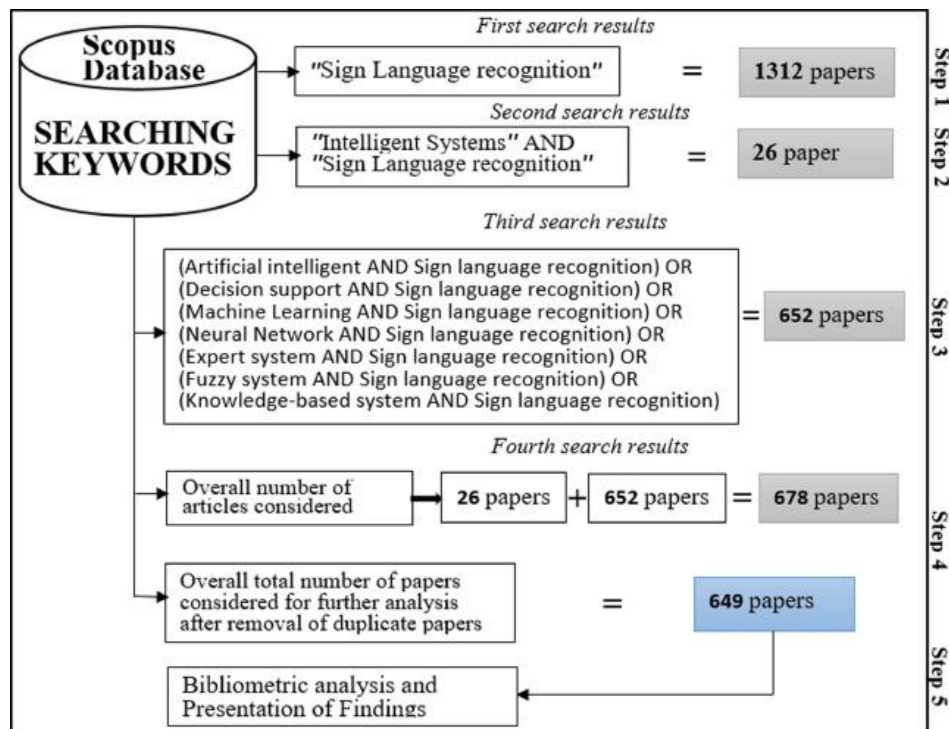 First search results
Scopus
Database
SEARCHING
KEYWORDS
"Sign Language recognition"
=
1312 papers
Step 1
Second search results
"Intelligent Systems" AND
"Sign Language recognition"
=
26 paper
Step 2
Third search results
(Artificial intelligent AND Sign language recognition) OR
(Decision support AND Sign language recognition) OR
(Machine Learning AND Sign language recognition) OR
(Neural Network AND Sign language recognition) OR
(Expert system AND Sign language recognition) OR
(Fuzzy system AND Sign language recognition) OR
(Knowledge-based system AND Sign language recognition)
=
652 papers
Step 3
Fourth search results
Overall number of
articles considered
26 papers
+
652 papers
=
678 papers
Step 4
Overall total number of papers
considered for further analysis
after removal of duplicate papers
=
649 papers
Bibliometric analysis and
Presentation of Findings
Step 5